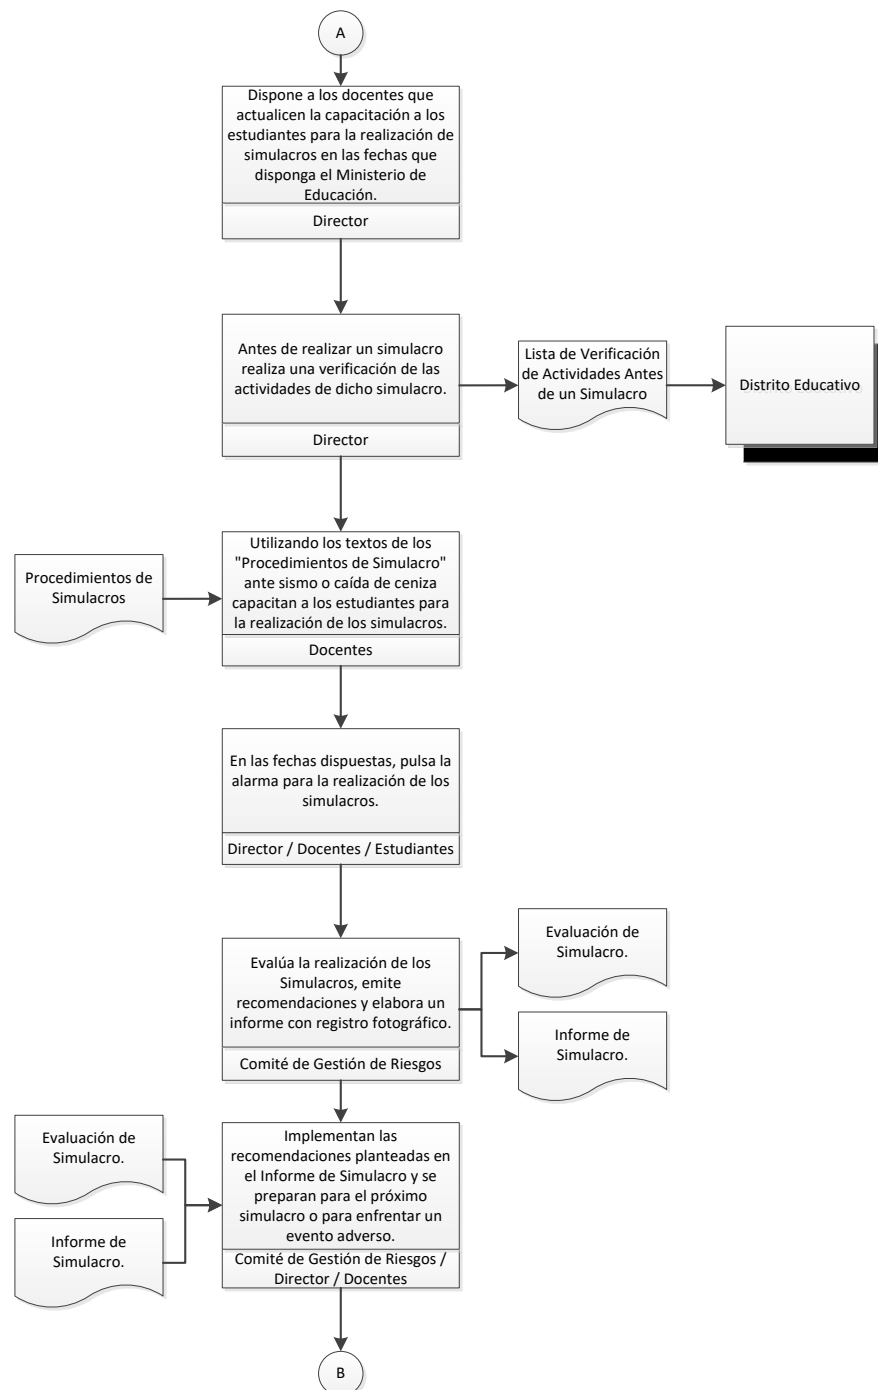 A
Dispone a los docentes que
actualicen la capacitación a los
estudiantes para la realización de
simulacros en las fechas que
disponga el Ministerio de
Educación.
Director
Antes de realizar un simulacro
realiza una verificación de las
actividades de dicho simulacro.
Director
Lista de Verificación
de Actividades Antes
de un Simulacro
Distrito Educativo
Procedimientos de
Simulacros
Utilizando los textos de los
"Procedimientos de Simulacro"
ante sismo o caída de ceniza
capacitan a los estudiantes para
la realización de los simulacros.
Docentes
En las fechas dispuestas, pulsa la
alarma para la realización de los
simulacros.
Director / Docentes / Estudiantes
Evalúa la realización de los
Simulacros, emite
recomendaciones y elabora un
informe con registro fotográfico.
Comité de Gestión de Riesgos
Evaluación de
Simulacro.
Informe de
Simulacro.
Evaluación de
Simulacro.
Informe de
Simulacro.
Implementan las
recomendaciones planteadas en
el Informe de Simulacro y se
preparan para el próximo
simulacro o para enfrentar un
evento adverso.
Comité de Gestión de Riesgos /
Director / Docentes
B